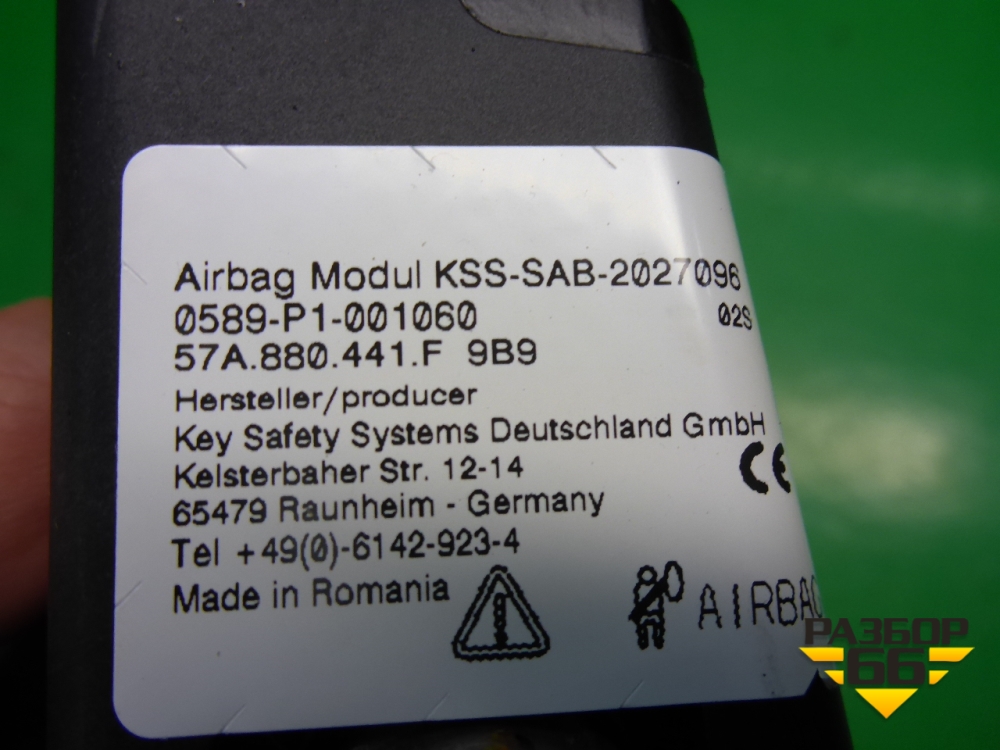 Airbag Modul KSS-SAB-2027096
0589-P1-001060 02S
57A.880.441.F 9B9
Hersteller/producer
Key Safety Systems Deutschland GmbH
Kelsterbaher Str. 12-14
65479 Raunheim - Germany
Tel +49(0)-6142-923-4
Made in Romania
CE
AIRBAG
РАЗБОР
66